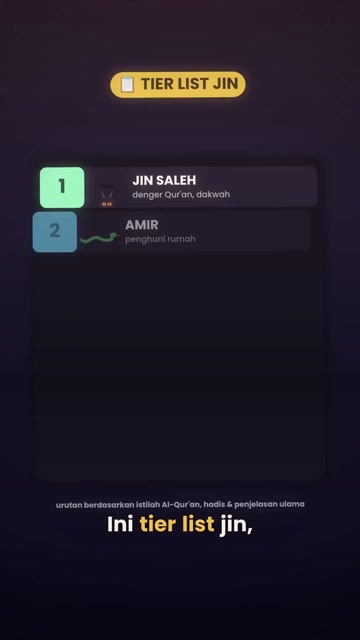 📋 TIER LIST JIN
1
JIN SALEH
denger Qur'an, dakwah
2
AMIR
penghuni rumah
urutan berdasarkan istilah Al-Qur'an, hadis & penjelasan ulama
Ini tier list jin,